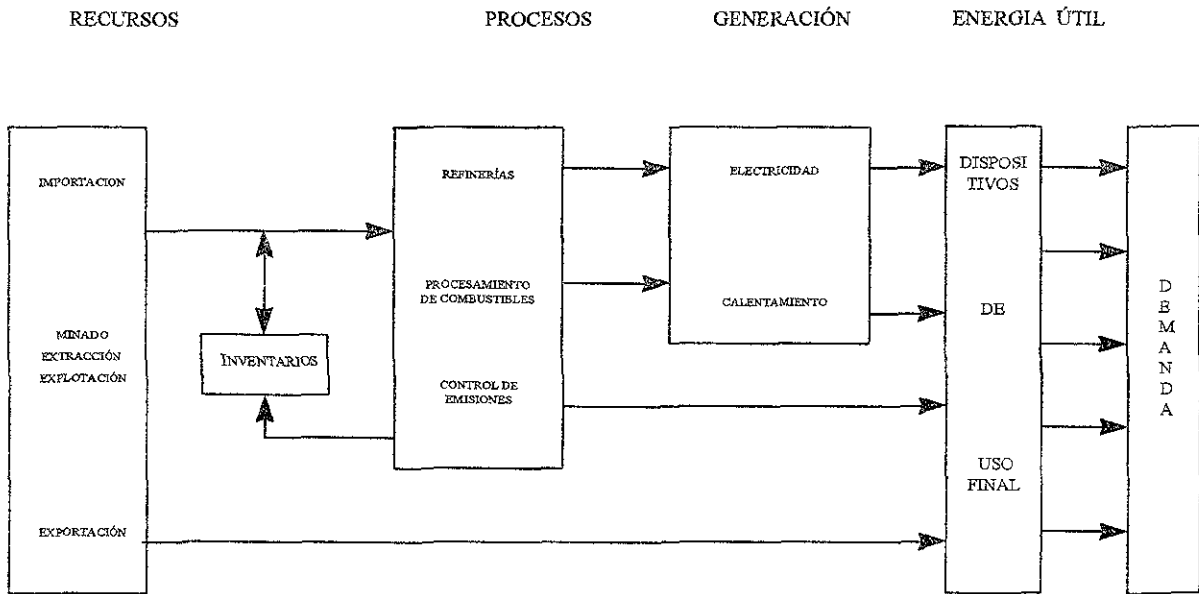 RECURSOS
PROCESOS
GENERACIÓN
ENERGIA ÚTIL
IMPORTACION
MINADO
EXTRACCIÓN
EXPLOTACIÓN
EXPORTACIÓN
INVENTARIOS
REFINERÍAS
PROCESAMIENTO
DE COMBUSTIBLES
CONTROL DE
EMISIONES
ELECTRICIDAD
CALENTAMIENTO
DISPOSI
TIVOS
DE
USO
FINAL
D
E
M
A
N
D
A